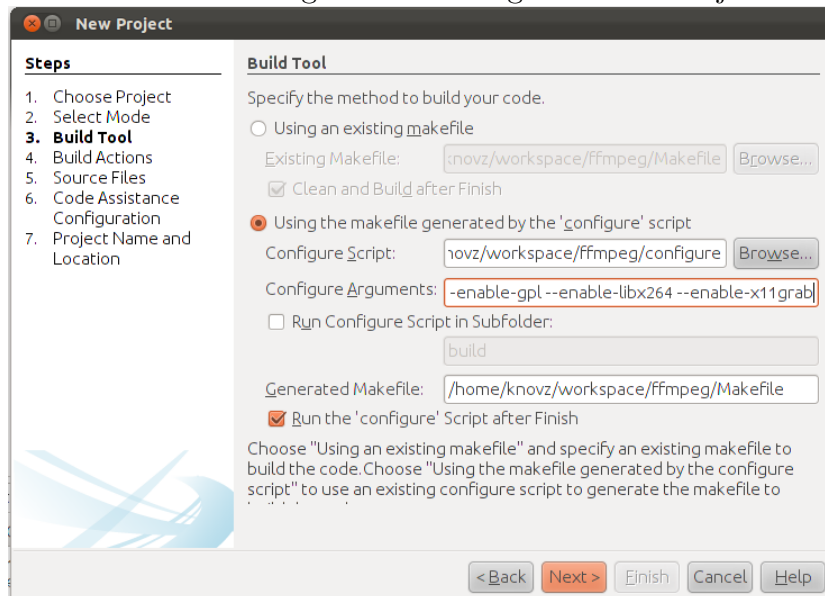 New Project
Steps
1. Choose Project
2. Select Mode
3. Build Tool
4. Build Actions
5. Source Files
6. Code Assistance
Configuration
7. Project Name and
Location
Build Tool
Specify the method to build your code.
Using an existing makefile
Existing Makefile: :novz/workspace/ffmpeg/Makefile Browse...
Clean and Build after Finish
Using the makefile generated by the 'configure' script
Configure Script: novz/workspace/ffmpeg/configure Browse...
Configure Arguments: -enable-gpl --enable-libx264 --enable-x11grab
Run Configure Script in Subfolder:
build
Generated Makefile: /home/knovz/workspace/ffmpeg/Makefile
Run the 'configure' Script after Finish
Choose "Using an existing makefile" and specify an existing makefile to
build the code.Choose "Using the makefile generated by the configure
script" to use an existing configure script to generate the makefile to
< Back Next > Finish Cancel Help